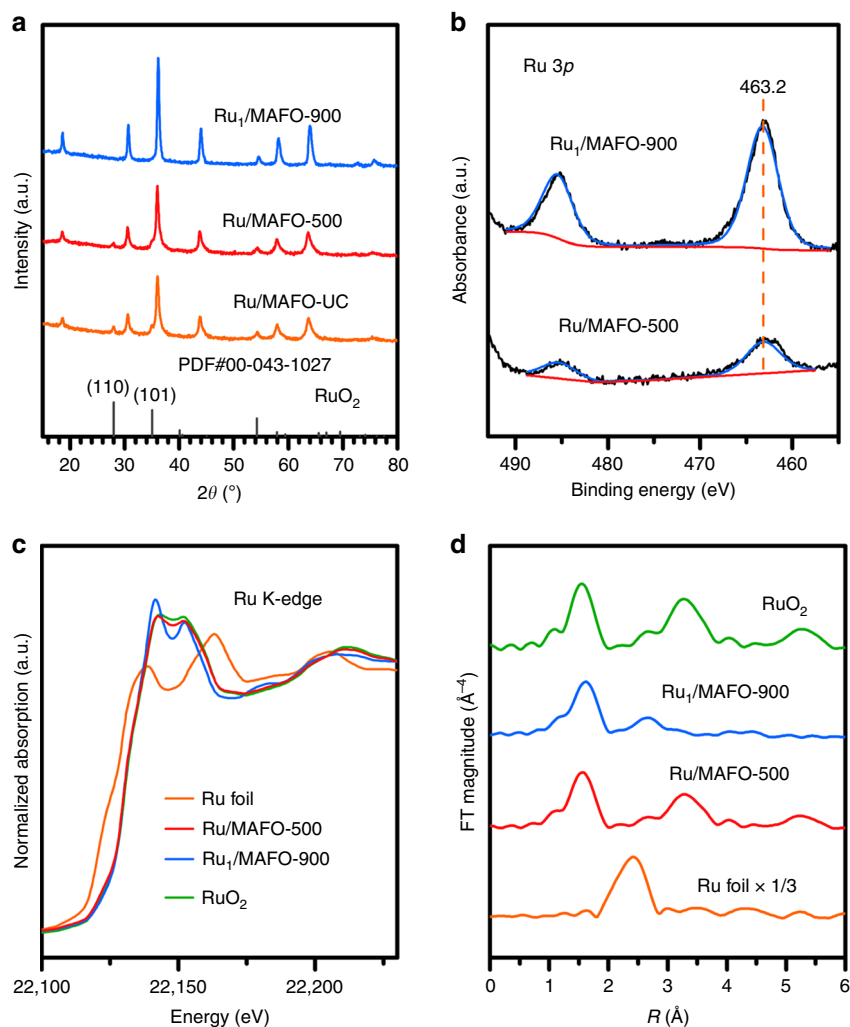 a
Ru₁/MAFO-900
Ru/MAFO-500
Ru/MAFO-UC
PDF#00-043-1027
(110)
(101)
RuO₂
Intensity (a.u.)
20 30 40 50 60 70 80
2θ (°)
b
Ru 3p
463.2
Ru₁/MAFO-900
Ru/MAFO-500
Absorbance (a.u.)
490 480 470 460
Binding energy (eV)
c
Ru K-edge
Ru foil
Ru/MAFO-500
Ru₁/MAFO-900
RuO₂
Normalized absorption (a.u.)
22,100 22,150 22,200
Energy (eV)
d
RuO₂
Ru₁/MAFO-900
Ru/MAFO-500
Ru foil × 1/3
FT magnitude (Å⁻⁴)
0 1 2 3 4 5 6
R (Å)